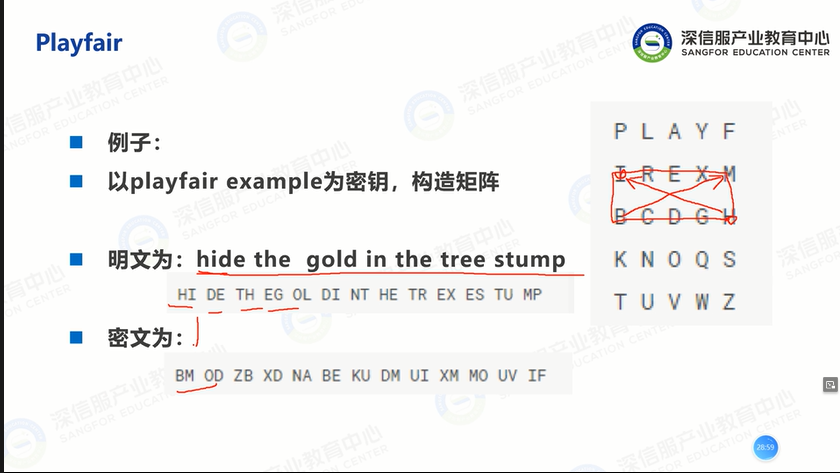 Playfair
深信服产业教育中心
SANGFOR EDUCATION CENTER
例子：
以playfair example为密钥，构造矩阵
明文为：hide the gold in the tree stump
HI DE TH EG OL DI NT HE TR EX ES TU MP
密文为：
BM OD ZB XD NA BE KU DM UI XM MO UV IF
P L A Y F
I R E X M
B C D G H
K N O Q S
T U V W Z
28:59